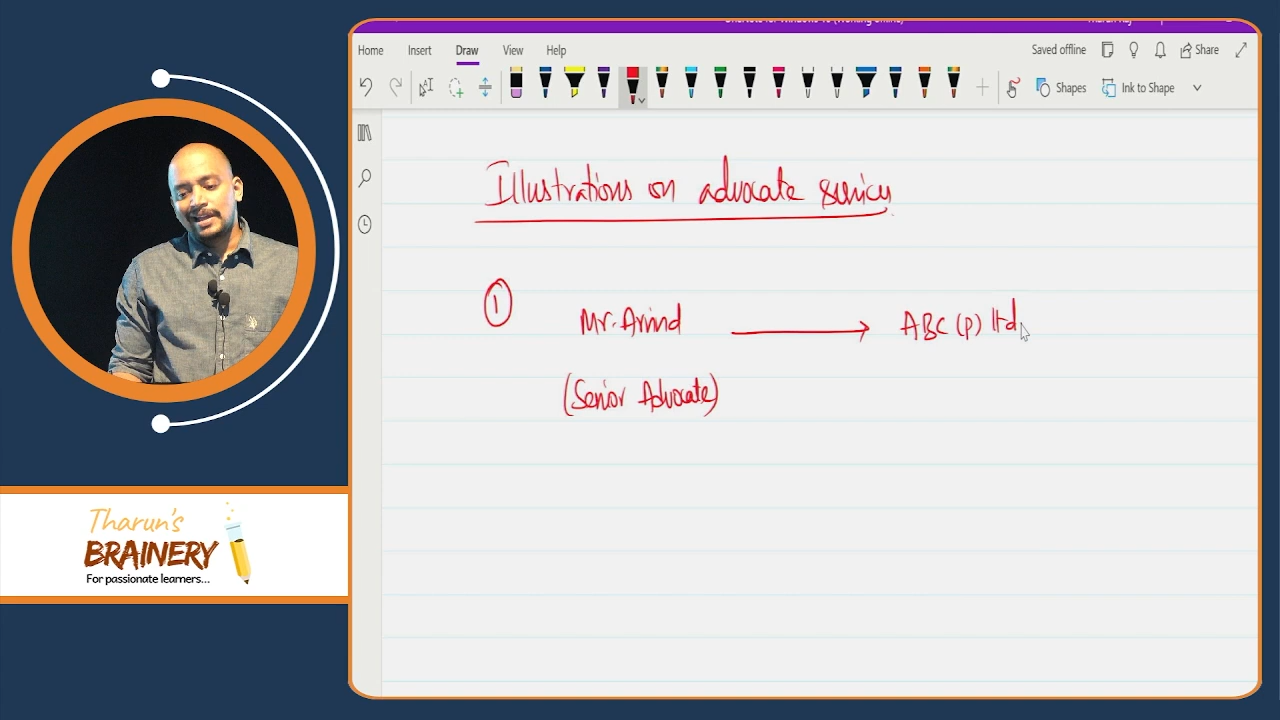 Home Insert Draw View Help Saved offline Share
Shapes Ink to Shape
Illustrations on advocate services
1 Mr. Arvind ABC (P) ltd
(Senior Advocate)
Tharun's
BRAINERY
For passionate learners...